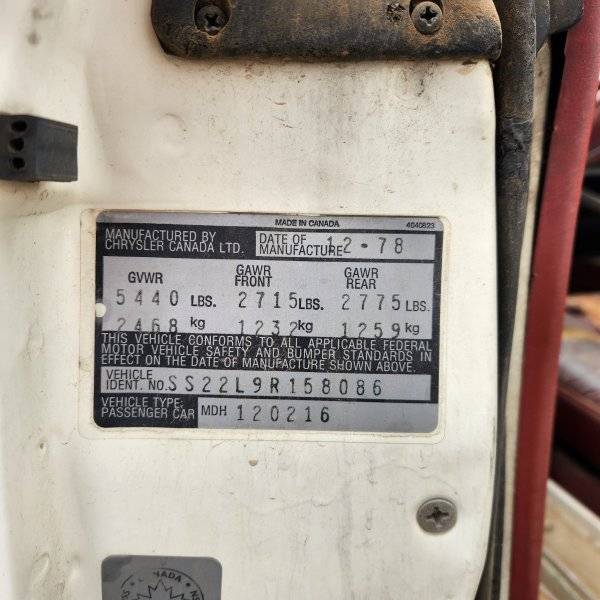 MADE IN CANADA 4040823
MANUFACTURED BY
CHRYSLER CANADA LTD.
DATE OF
MANUFACTURE 12-78
GVWR GAWR FRONT GAWR REAR
5440 LBS. 2715 LBS. 2775 LBS.
2468 kg 1232 kg 1259 kg
THIS VEHICLE CONFORMS TO ALL APPLICABLE FEDERAL
MOTOR VEHICLE SAFETY AND BUMPER STANDARDS IN
EFFECT ON THE DATE OF MANUFACTURE SHOWN ABOVE.
VEHICLE
IDENT. NO. SS22L9R158086
VEHICLE TYPE:
PASSENGER CAR
MDH 120216
CANADA